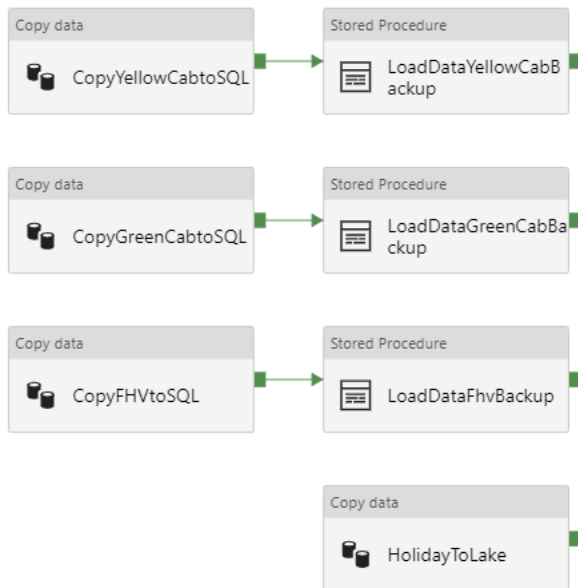 Copy data
CopyYellowCabtoSQL
Stored Procedure
LoadDataYellowCabB
ackup
Copy data
CopyGreenCabtoSQL
Stored Procedure
LoadDataGreenCabBa
ckup
Copy data
CopyFHVtoSQL
Stored Procedure
LoadDataFhvBackup
Copy data
HolidayToLake